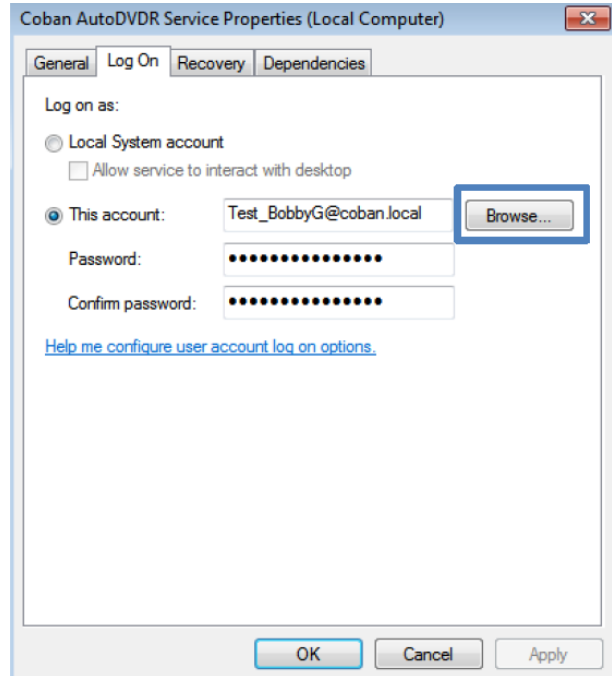 Coban AutoDVDR Service Properties (Local Computer)
General Log On Recovery Dependencies
Log on as:
Local System account
Allow service to interact with desktop
This account: Test_BobbyG@coban.local Browse...
Password: •••••••••••••••
Confirm password: •••••••••••••••
Help me configure user account log on options.
OK Cancel Apply